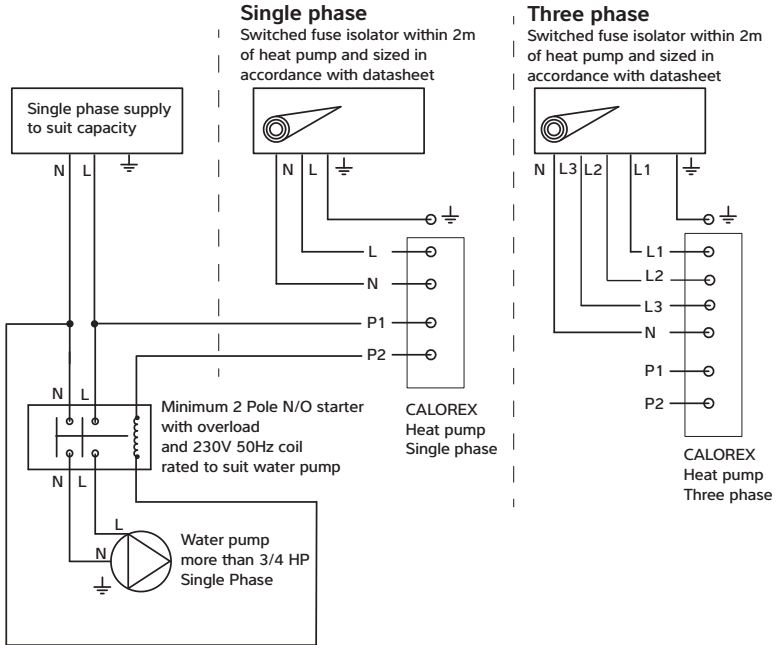 Single phase
Switched fuse isolator within 2m
of heat pump and sized in
accordance with datasheet
Three phase
Switched fuse isolator within 2m
of heat pump and sized in
accordance with datasheet
Single phase supply
to suit capacity
N L
N L
N L3 L2 L1
L
N
P1
P2
L1
L2
L3
N
P1
P2
N L
Minimum 2 Pole N/O starter
with overload
and 230V 50Hz coil
rated to suit water pump
N L
CALOREX
Heat pump
Single phase
CALOREX
Heat pump
Three phase
L
N
Water pump
more than 3/4 HP
Single Phase